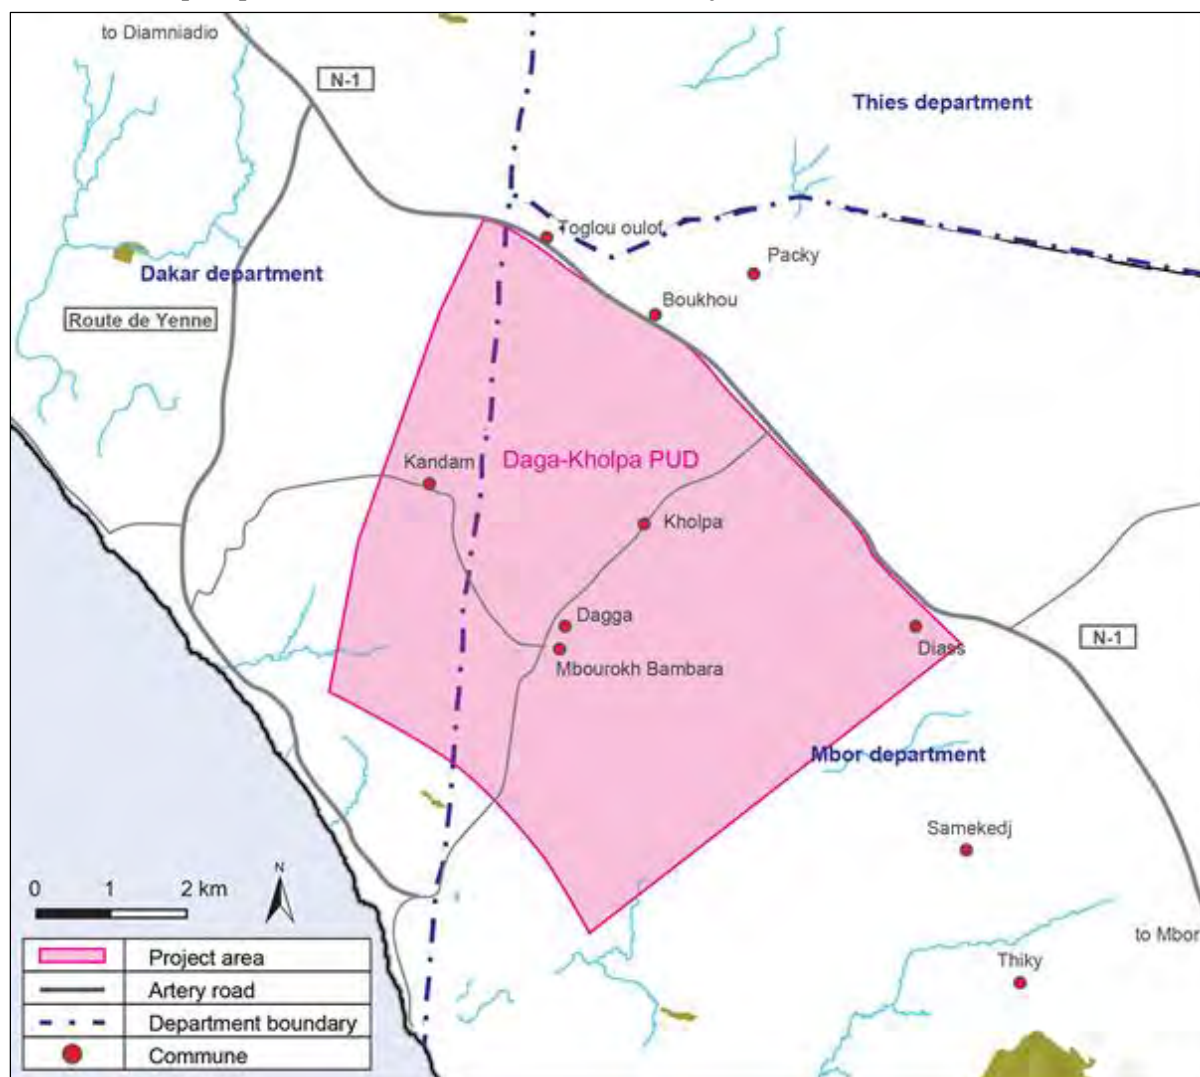 to Diamniadio
N-1
Thies department
Toglou oulof
Packy
Dakar department
Boukhou
Route de Yenne
Kandam
Daga-Kholpa PUD
Kholpa
Dagga
Diass
N-1
Mbourokh Bambara
Mbor department
Samekedj
N
0 1 2 km
to Mbor
Project area
Thiky
Artery road
Department boundary
Commune